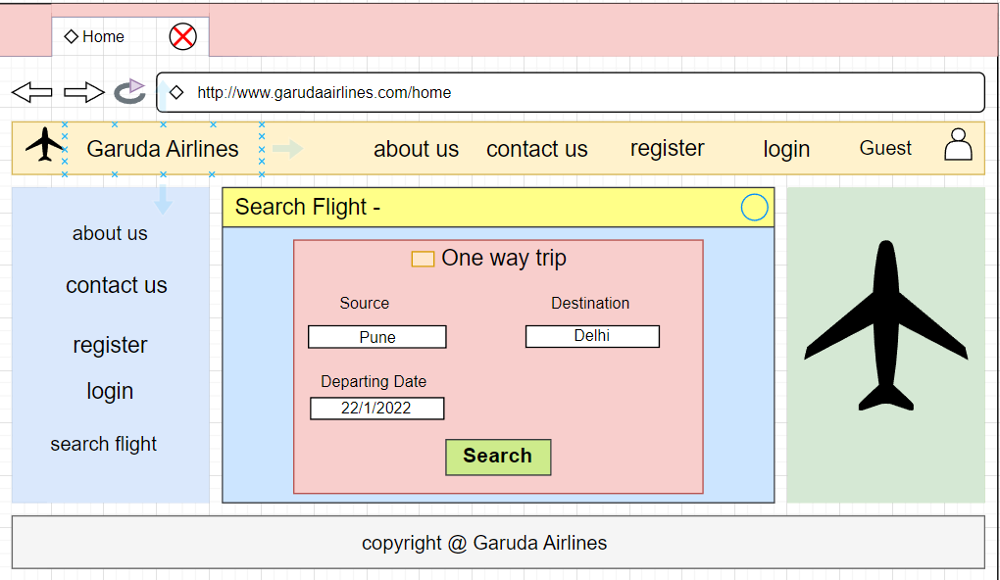 Home
http://www.garudaairlines.com/home
Garuda Airlines about us contact us register login Guest
about us
contact us
register
login
search flight
Search Flight -
One way trip
Source Destination
Pune Delhi
Departing Date
22/1/2022
Search
copyright @ Garuda Airlines